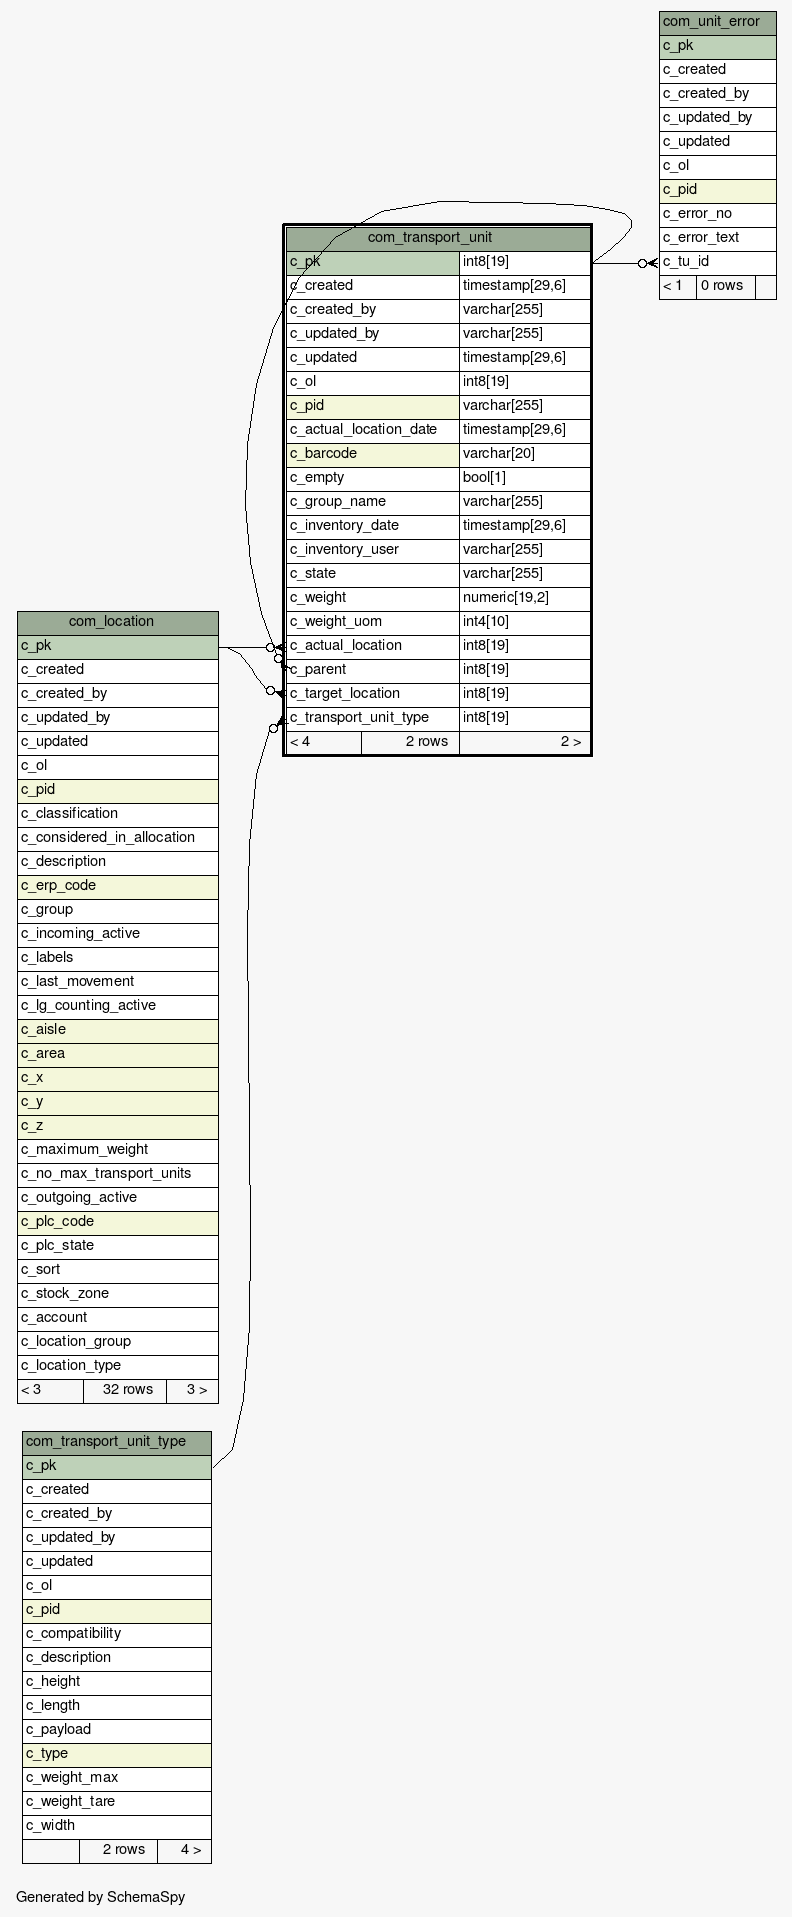 com_unit_error
c_pk
c_created
c_created_by
c_updated_by
c_updated
c_ol
c_pid
c_error_no
c_error_text
c_tu_id
< 1 0 rows
com_transport_unit
c_pk int8[19]
c_created timestamp[29,6]
c_created_by varchar[255]
c_updated_by varchar[255]
c_updated timestamp[29,6]
c_ol int8[19]
c_pid varchar[255]
c_actual_location_date timestamp[29,6]
c_barcode varchar[20]
c_empty bool[1]
c_group_name varchar[255]
c_inventory_date timestamp[29,6]
c_inventory_user varchar[255]
c_state varchar[255]
c_weight numeric[19,2]
c_weight_uom int4[10]
c_actual_location int8[19]
c_parent int8[19]
c_target_location int8[19]
c_transport_unit_type int8[19]
< 4 2 rows 2 >
com_location
c_pk
c_created
c_created_by
c_updated_by
c_updated
c_ol
c_pid
c_classification
c_considered_in_allocation
c_description
c_erp_code
c_group
c_incoming_active
c_labels
c_last_movement
c_lg_counting_active
c_aisle
c_area
c_x
c_y
c_z
c_maximum_weight
c_no_max_transport_units
c_outgoing_active
c_plc_code
c_plc_state
c_sort
c_stock_zone
c_account
c_location_group
c_location_type
< 3 32 rows 3 >
com_transport_unit_type
c_pk
c_created
c_created_by
c_updated_by
c_updated
c_ol
c_pid
c_compatibility
c_description
c_height
c_length
c_payload
c_type
c_weight_max
c_weight_tare
c_width
2 rows 4 >
Generated by SchemaSpy